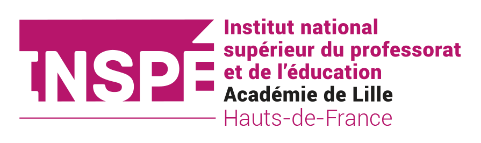 INSPÉ
Institut national
supérieur du professorat
et de l'éducation
Académie de Lille
Hauts-de-France